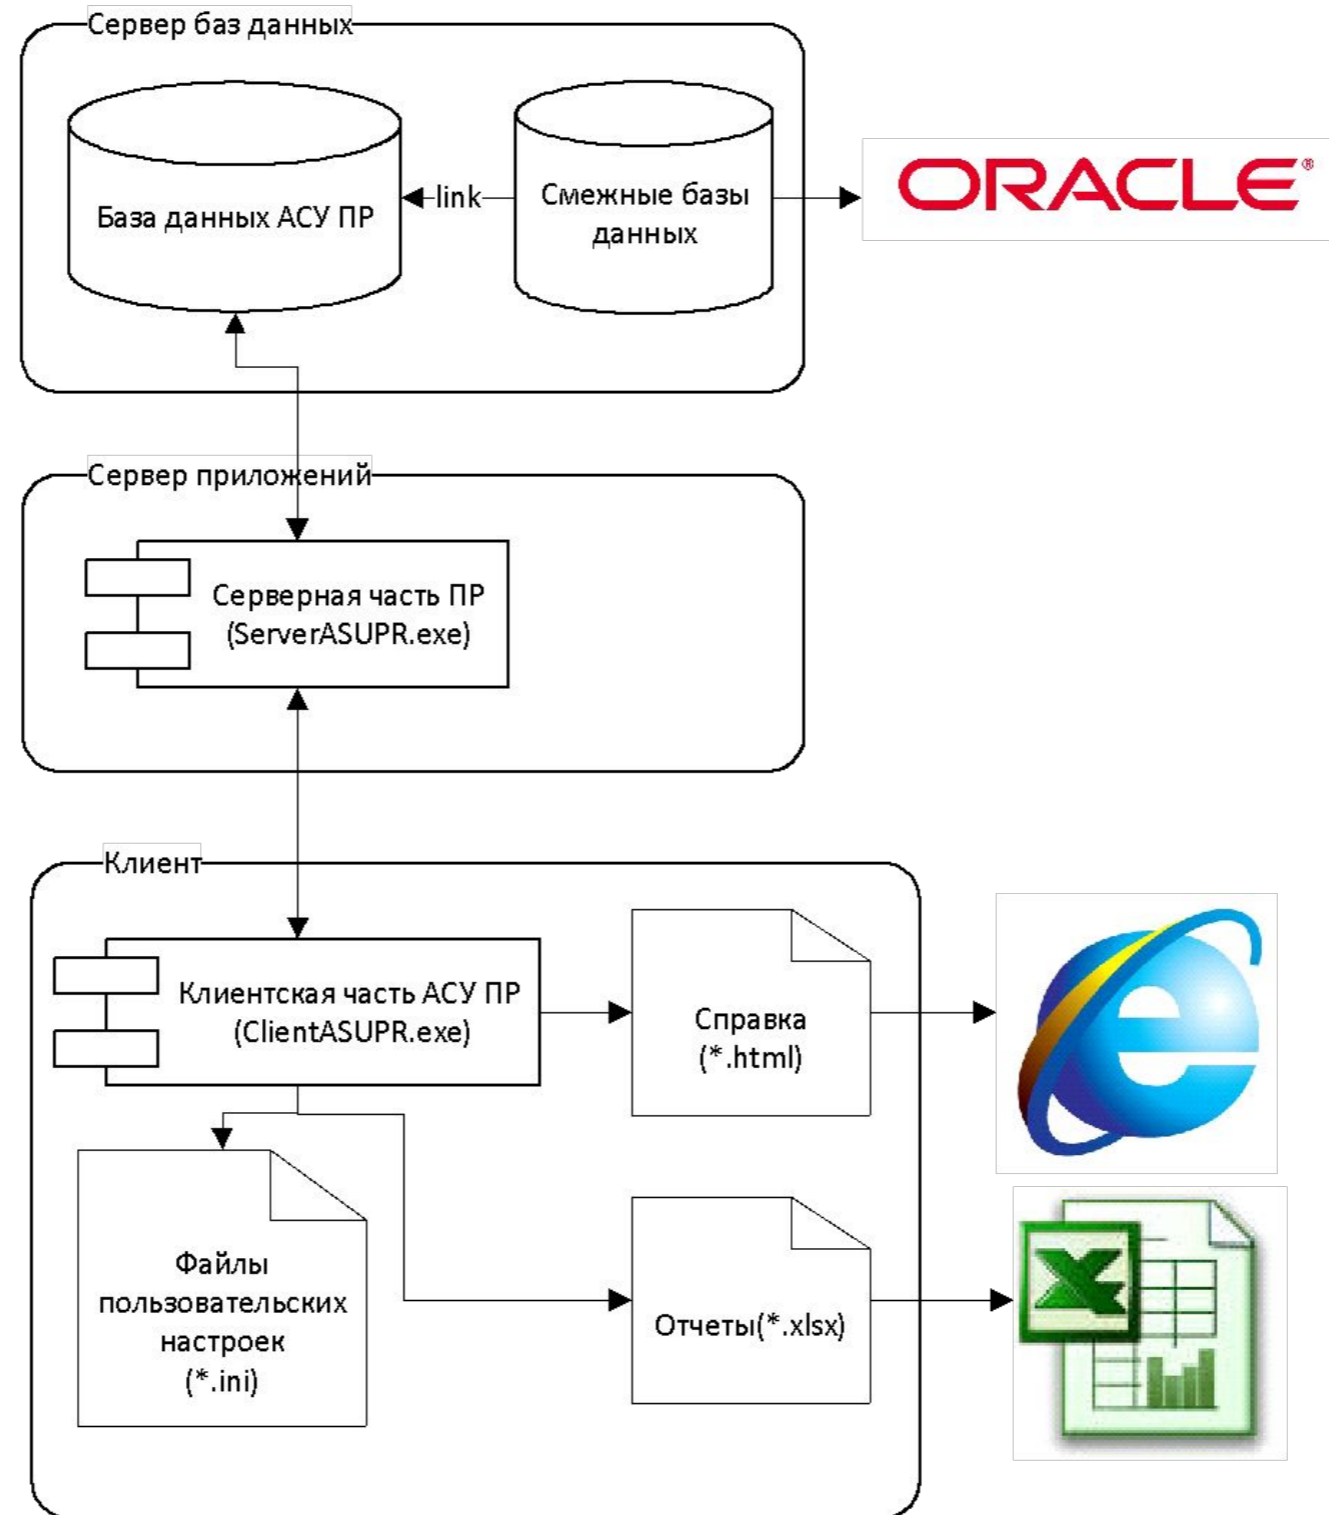 Сервер баз данных
База данных АСУ ПР
link
Смежные базы
данных
ORACLE®
Сервер приложений
Серверная часть ПР
(ServerASUPR.exe)
Клиент
Клиентская часть АСУ ПР
(ClientASUPR.exe)
Справка
(*.html)
Файлы
пользовательских
настроек
(*.ini)
Отчеты(*.xlsx)